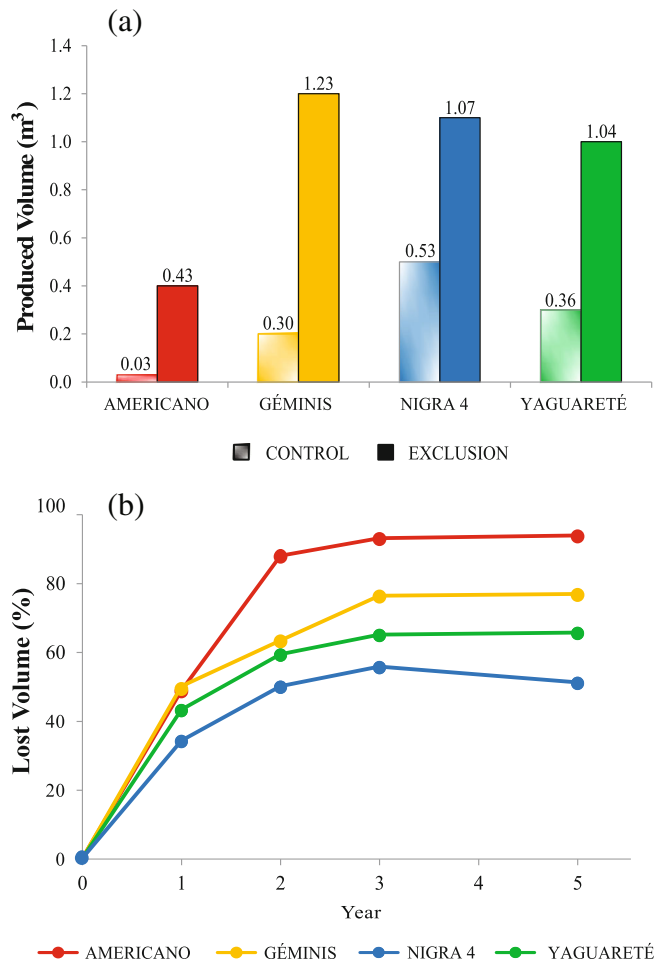 (a)
Produced Volume (m³)
1.4
1.2
1.0
0.8
0.6
0.4
0.2
0.0
0.03
0.43
0.30
1.23
0.53
1.07
0.36
1.04
AMERICANO
GÉMINIS
NIGRA 4
YAGUARETÉ
CONTROL
EXCLUSION
(b)
Lost Volume (%)
100
80
60
40
20
0
0
1
2
3
4
5
Year
AMERICANO
GÉMINIS
NIGRA 4
YAGUARETÉ